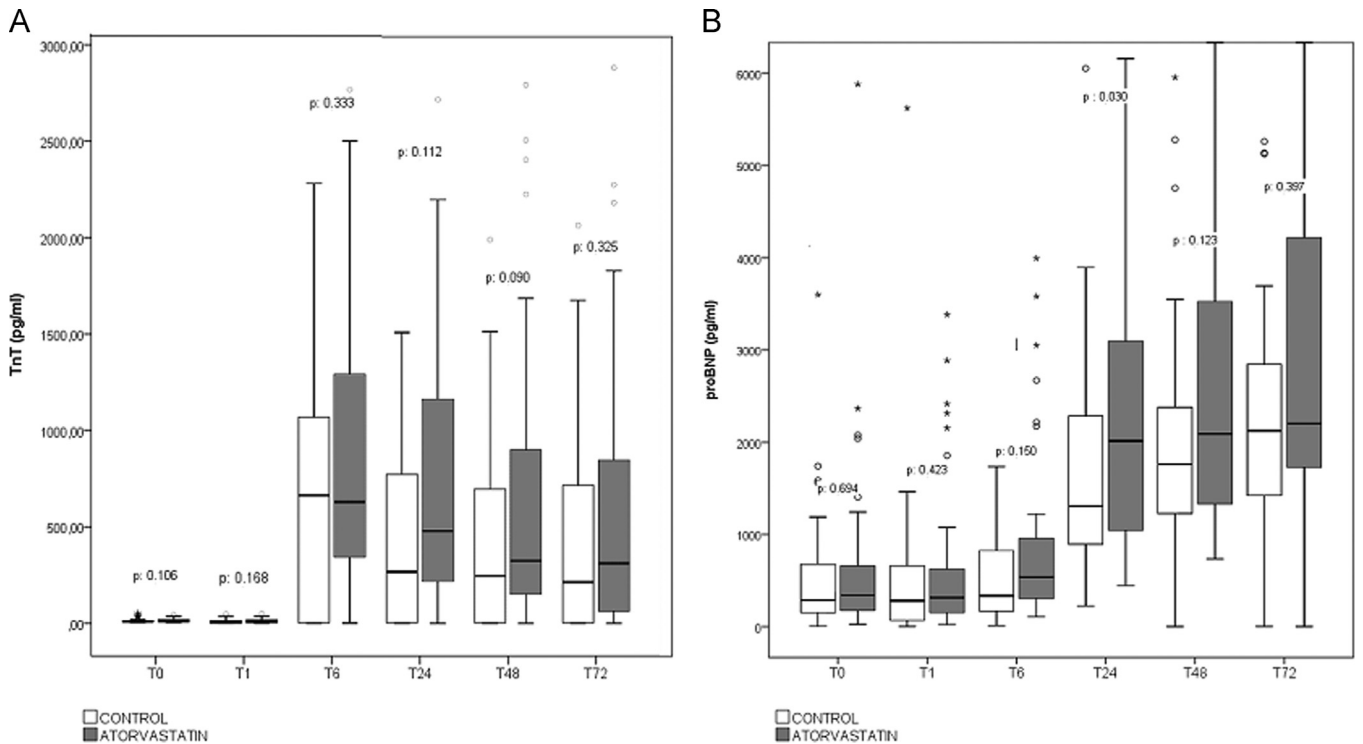 A
3000,00
2500,00
2000,00
1500,00
1000,00
500,00
,00
TnT (pg/ml)
p: 0.106
p: 0.168
p: 0.333
p: 0.112
p: 0.090
p: 0.325
T0 T1 T6 T24 T48 T72
CONTROL
ATORVASTATIN
B
6000
5000
4000
3000
2000
1000
0
proBNP (pg/ml)
p: 0.694
p: 0.423
p: 0.150
p : 0.030
p : 0.123
p: 0.397
T0 T1 T6 T24 T48 T72
CONTROL
ATORVASTATIN